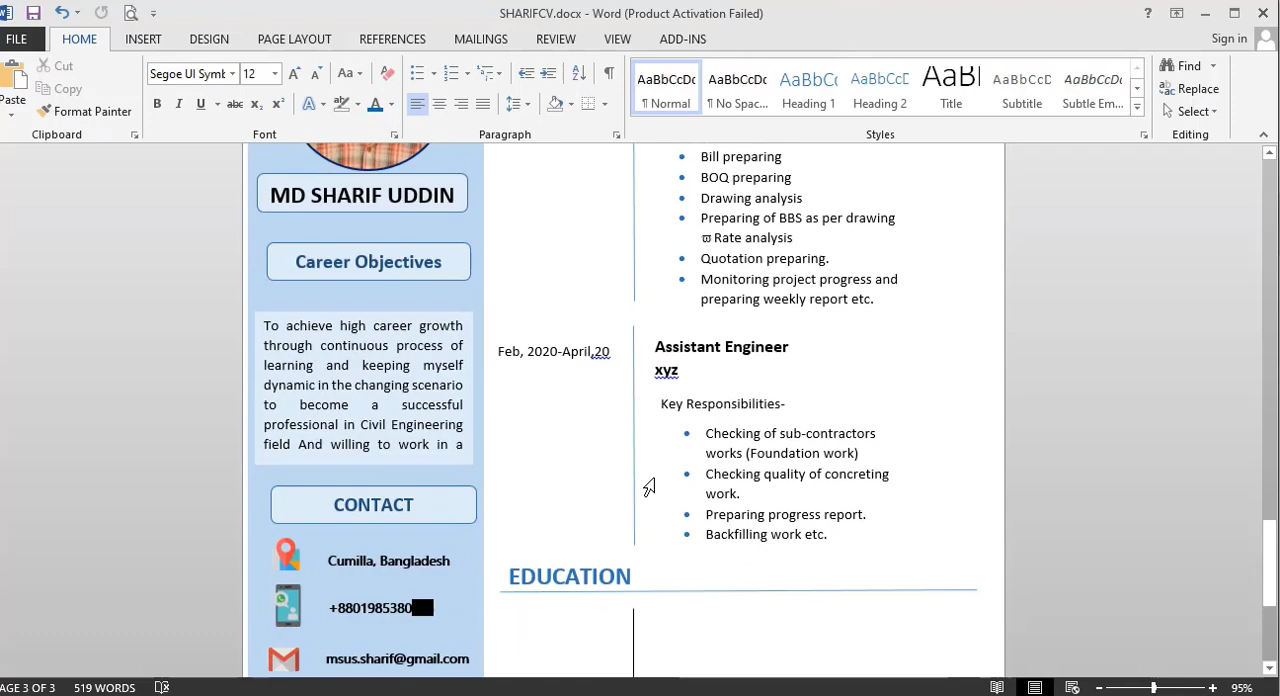 SHARIFCV.docx - Word (Product Activation Failed)
FILE HOME INSERT DESIGN PAGE LAYOUT REFERENCES MAILINGS REVIEW VIEW ADD-INS Sign in
Cut
Copy
Format Painter
Paste
Clipboard
Segoe UI Symb 12
Font
Paragraph
AaBbCcDc AaBbCcDc AaBbCc AaBbCcD AaB AaBbCcD AaBbCcDc
¶ Normal ¶ No Spac... Heading 1 Heading 2 Title Subtitle Subtle Em...
Styles
Find
Replace
Select
Editing
MD SHARIF UDDIN
Career Objectives
To achieve high career growth
through continuous process of
learning and keeping myself
dynamic in the changing scenario
to become a successful
professional in Civil Engineering
field And willing to work in a
CONTACT
Cumilla, Bangladesh
+8801985380
msus.sharif@gmail.com
Bill preparing
BOQ preparing
Drawing analysis
Preparing of BBS as per drawing
ϖ Rate analysis
Quotation preparing.
Monitoring project progress and
preparing weekly report etc.
Feb, 2020-April,20
Assistant Engineer
xyz
Key Responsibilities-
Checking of sub-contractors
works (Foundation work)
Checking quality of concreting
work.
Preparing progress report.
Backfilling work etc.
EDUCATION
AGE 3 OF 3 519 WORDS 95%